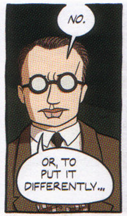 NO.
OR, TO
PUT IT
DIFFERENTLY...